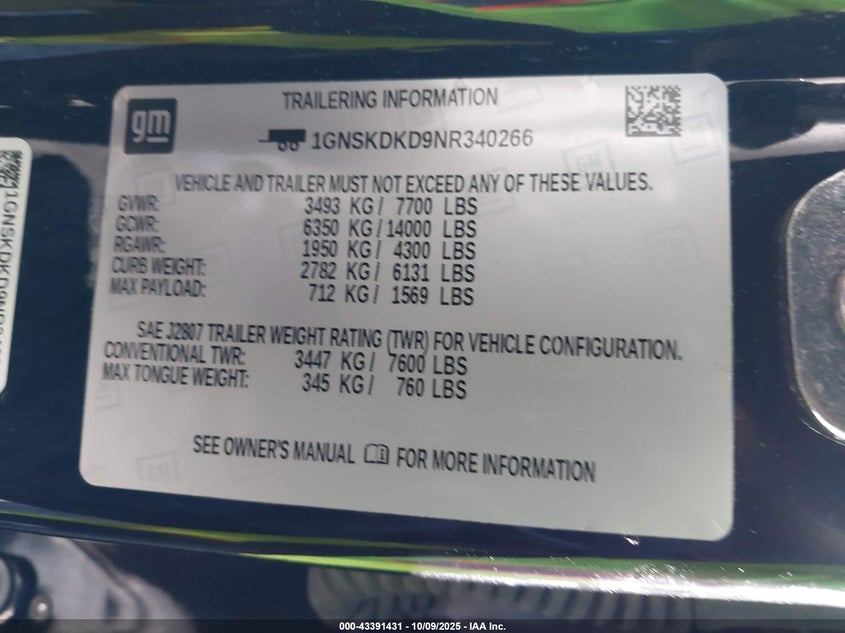 gm
TRAILERING INFORMATION
1GNSKDKD9NR340266
VEHICLE AND TRAILER MUST NOT EXCEED ANY OF THESE VALUES.
GVWR: 3493 KG / 7700 LBS
GCWR: 6350 KG / 14000 LBS
RGAWR: 1950 KG / 4300 LBS
CURB WEIGHT: 2782 KG / 6131 LBS
MAX PAYLOAD: 712 KG / 1569 LBS
SAE J2807 TRAILER WEIGHT RATING (TWR) FOR VEHICLE CONFIGURATION.
CONVENTIONAL TWR: 3447 KG / 7600 LBS
MAX TONGUE WEIGHT: 345 KG / 760 LBS
SEE OWNER'S MANUAL FOR MORE INFORMATION
000-43391431 - 10/09/2025 - IAA Inc.